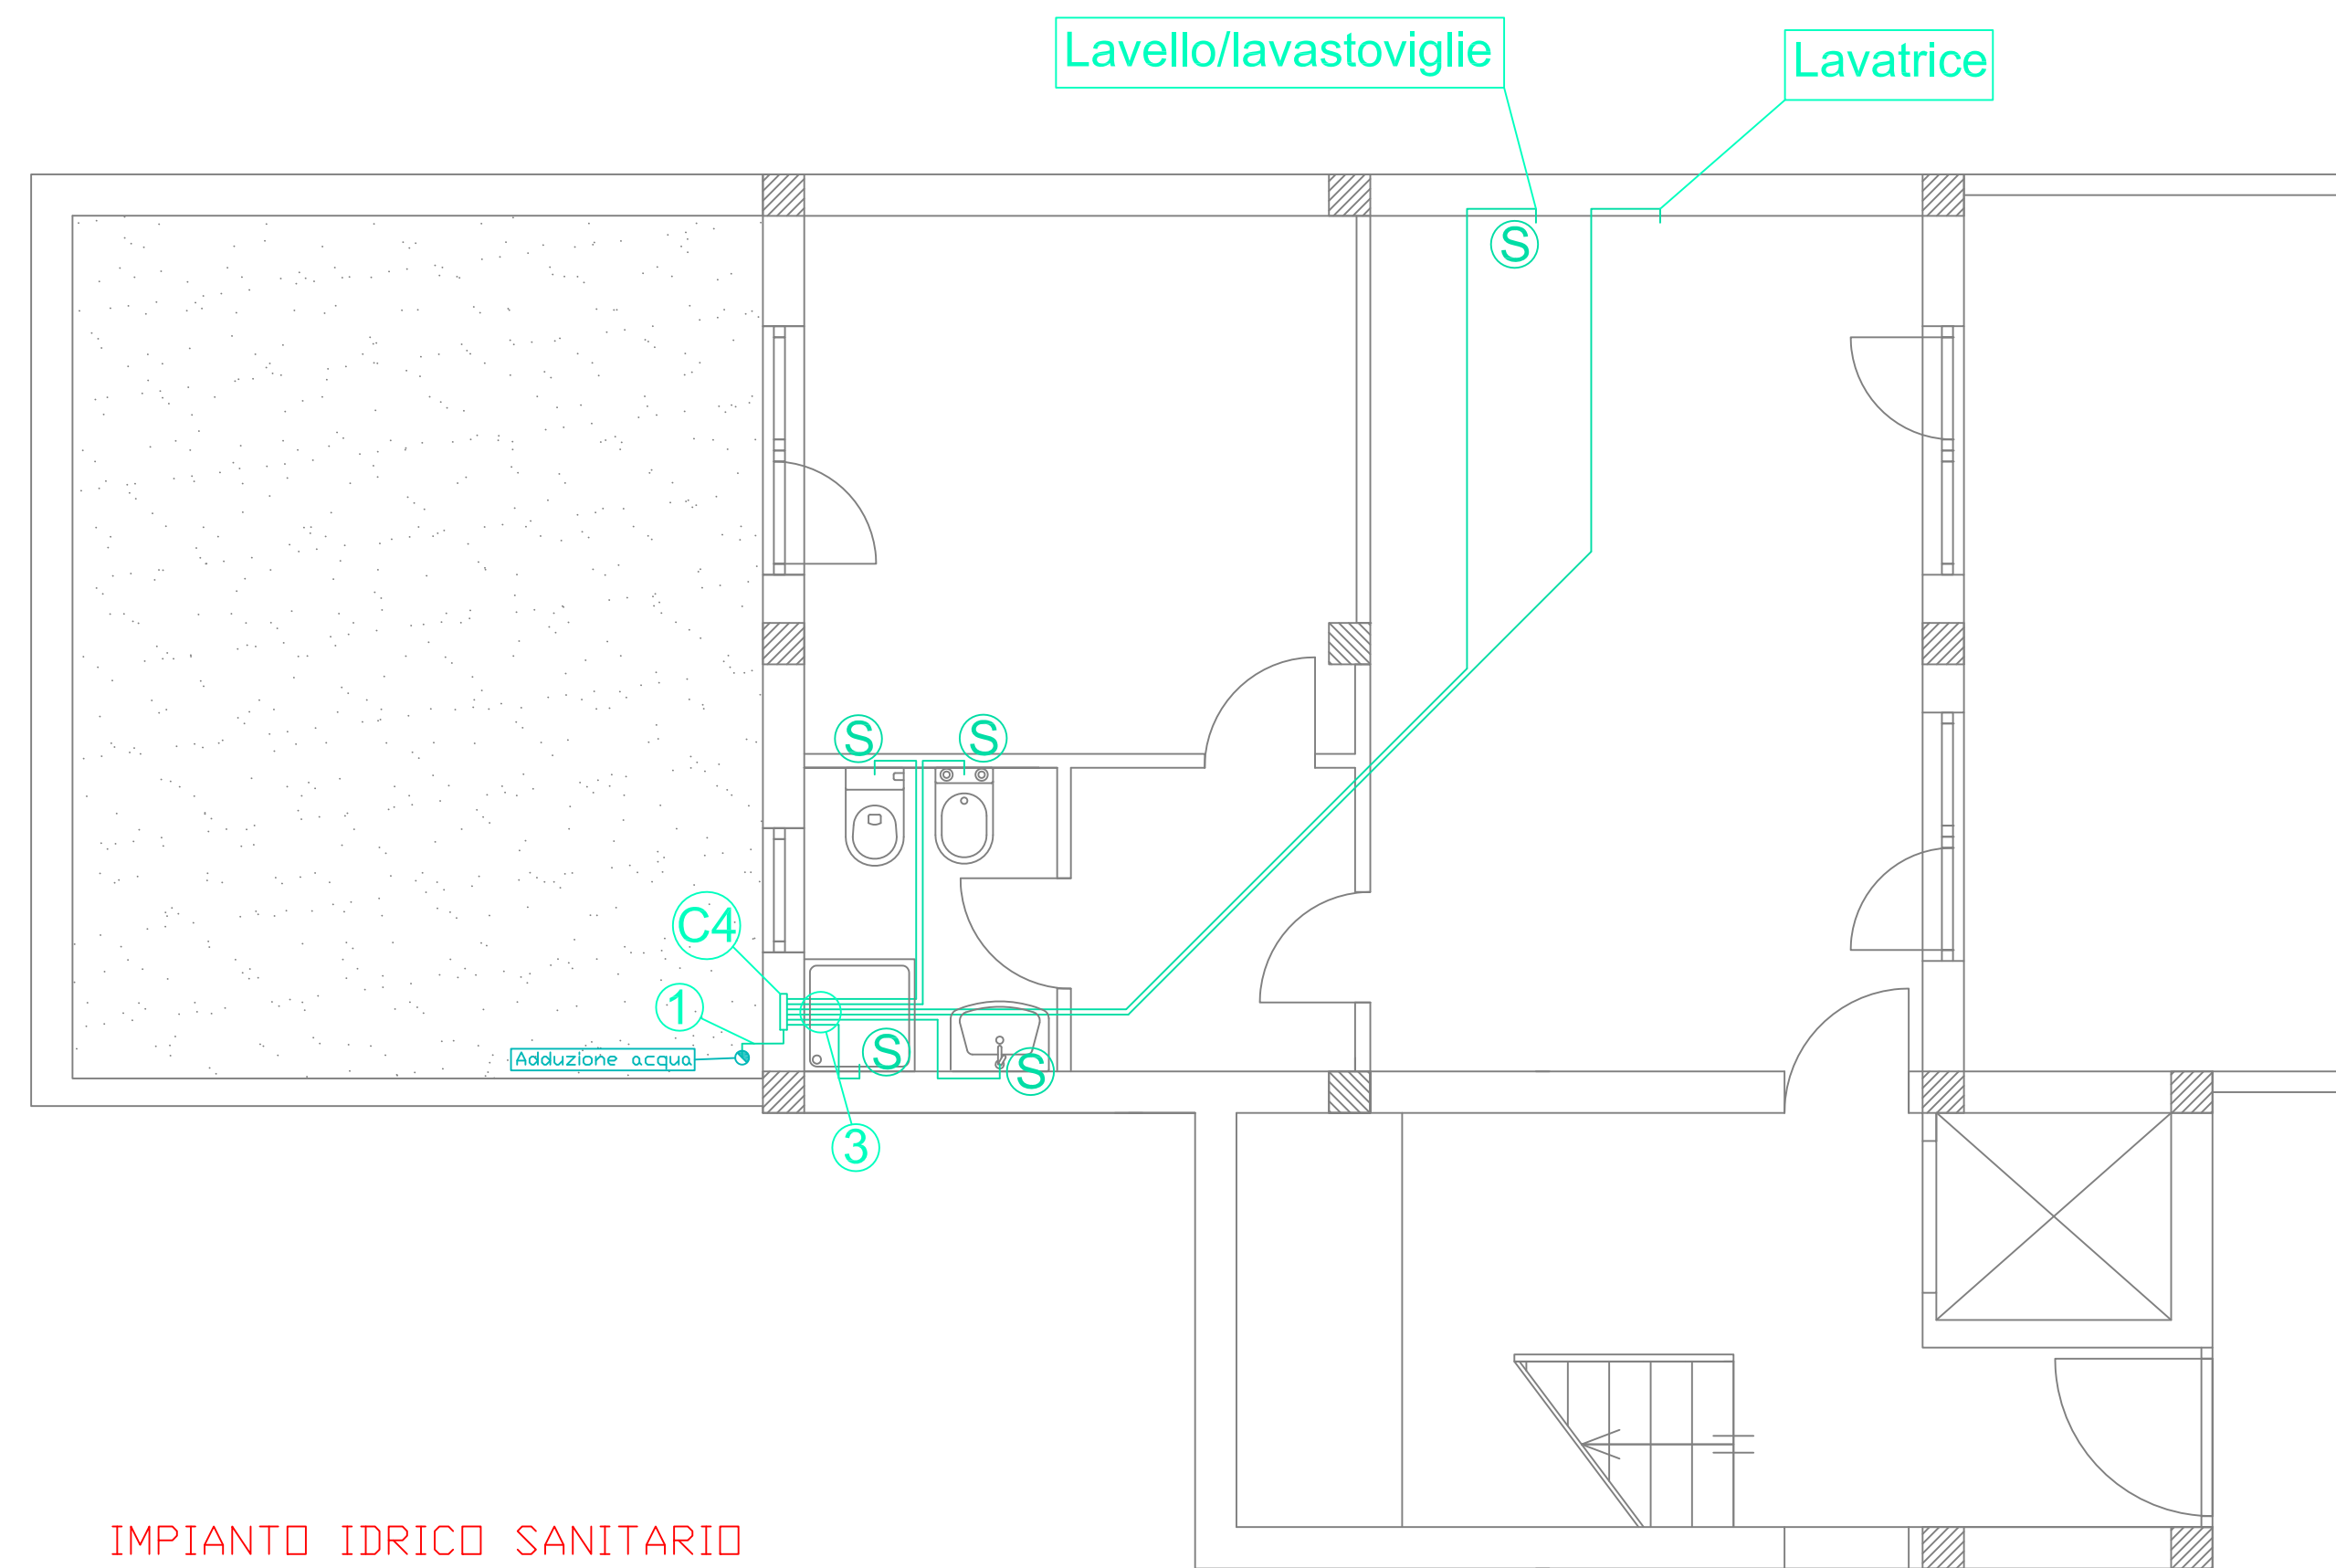 Lavello/lavastoviglie
Lavatrice
S
S
S
C4
1
S
S
Adduzione acqua
3
IMPIANTO IDRICO SANITARIO